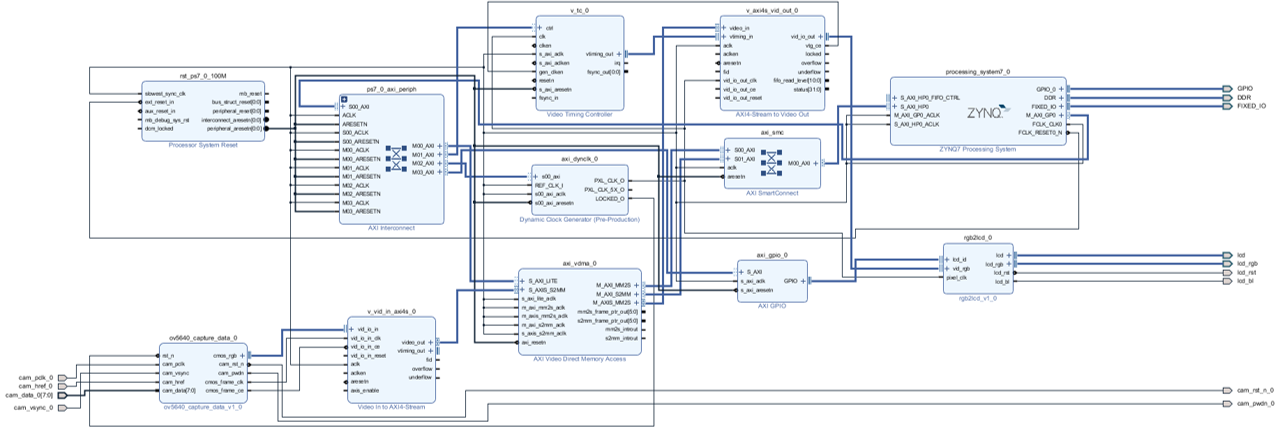 rst_ps7_0_100M
slowest_sync_clk
ext_reset_in
aux_reset_in
mb_debug_sys_rst
dcm_locked
mb_reset
bus_struct_reset[0:0]
peripheral_reset[0:0]
interconnect_aresetn[0:0]
peripheral_aresetn[0:0]
Processor System Reset
ps7_0_axi_periph
S00_AXI
ACLK
ARESETN
S00_ACLK
S00_ARESETN
M00_ACLK
M00_ARESETN
M01_ACLK
M01_ARESETN
M02_ACLK
M02_ARESETN
M03_ACLK
M03_ARESETN
M00_AXI
M01_AXI
M02_AXI
M03_AXI
AXI Interconnect
v_tc_0
ctrl
clk
clken
s_axi_aclk
s_axi_aclken
gen_clken
resetn
s_axi_aresetn
fsync_in
vtiming_out
irq
fsync_out[0:0]
Video Timing Controller
v_axi4s_vid_out_0
video_in
vtiming_in
aclk
aclken
aresetn
fid
vid_io_out_clk
vid_io_out_ce
vid_io_out_reset
vid_io_out
vtg_ce
locked
overflow
underflow
fifo_read_level[10:0]
status[31:0]
AXI4-Stream to Video Out
processing_system7_0
S_AXI_HP0_FIFO_CTRL
S_AXI_HP0
M_AXI_GP0_ACLK
S_AXI_HP0_ACLK
ZYNQ
GPIO_0
DDR
FIXED_IO
M_AXI_GP0
FCLK_CLK0
FCLK_RESET0_N
ZYNQ7 Processing System
GPIO
DDR
FIXED_IO
axi_smc
S00_AXI
S01_AXI
aclk
aresetn
M00_AXI
AXI SmartConnect
axi_dynclk_0
s00_axi
REF_CLK_I
s00_axi_aclk
s00_axi_aresetn
PXL_CLK_O
PXL_CLK_5X_O
LOCKED_O
Dynamic Clock Generator (Pre-Production)
axi_vdma_0
S_AXI_LITE
S_AXIS_S2MM
s_axi_lite_aclk
m_axi_mm2s_aclk
m_axis_mm2s_aclk
m_axi_s2mm_aclk
s_axis_s2mm_aclk
axi_resetn
M_AXI_MM2S
M_AXI_S2MM
M_AXIS_MM2S
mm2s_frame_ptr_out[5:0]
s2mm_frame_ptr_out[5:0]
mm2s_introut
s2mm_introut
AXI Video Direct Memory Access
axi_gpio_0
S_AXI
s_axi_aclk
s_axi_aresetn
GPIO
AXI GPIO
rgb2lcd_0
lcd_id
vid_rgb
pixel_clk
lcd
lcd_rgb
lcd_rst
lcd_bl
rgb2lcd_v1_0
lcd
lcd_rgb
lcd_rst
lcd_bl
v_vid_in_axi4s_0
vid_io_in
vid_io_in_clk
vid_io_in_ce
vid_io_in_reset
aclk
aclken
aresetn
axis_enable
video_out
vtiming_out
fid
overflow
underflow
Video In to AXI4-Stream
ov5640_capture_data_0
rst_n
cam_pclk
cam_vsync
cam_href
cam_data[7:0]
cmos_rgb
cam_rst_n
cam_pwdn
cmos_frame_clk
cmos_frame_ce
ov5640_capture_data_v1_0
cam_pclk_0
cam_href_0
cam_data_0[7:0]
cam_vsync_0
cam_rst_n_0
cam_pwdn_0